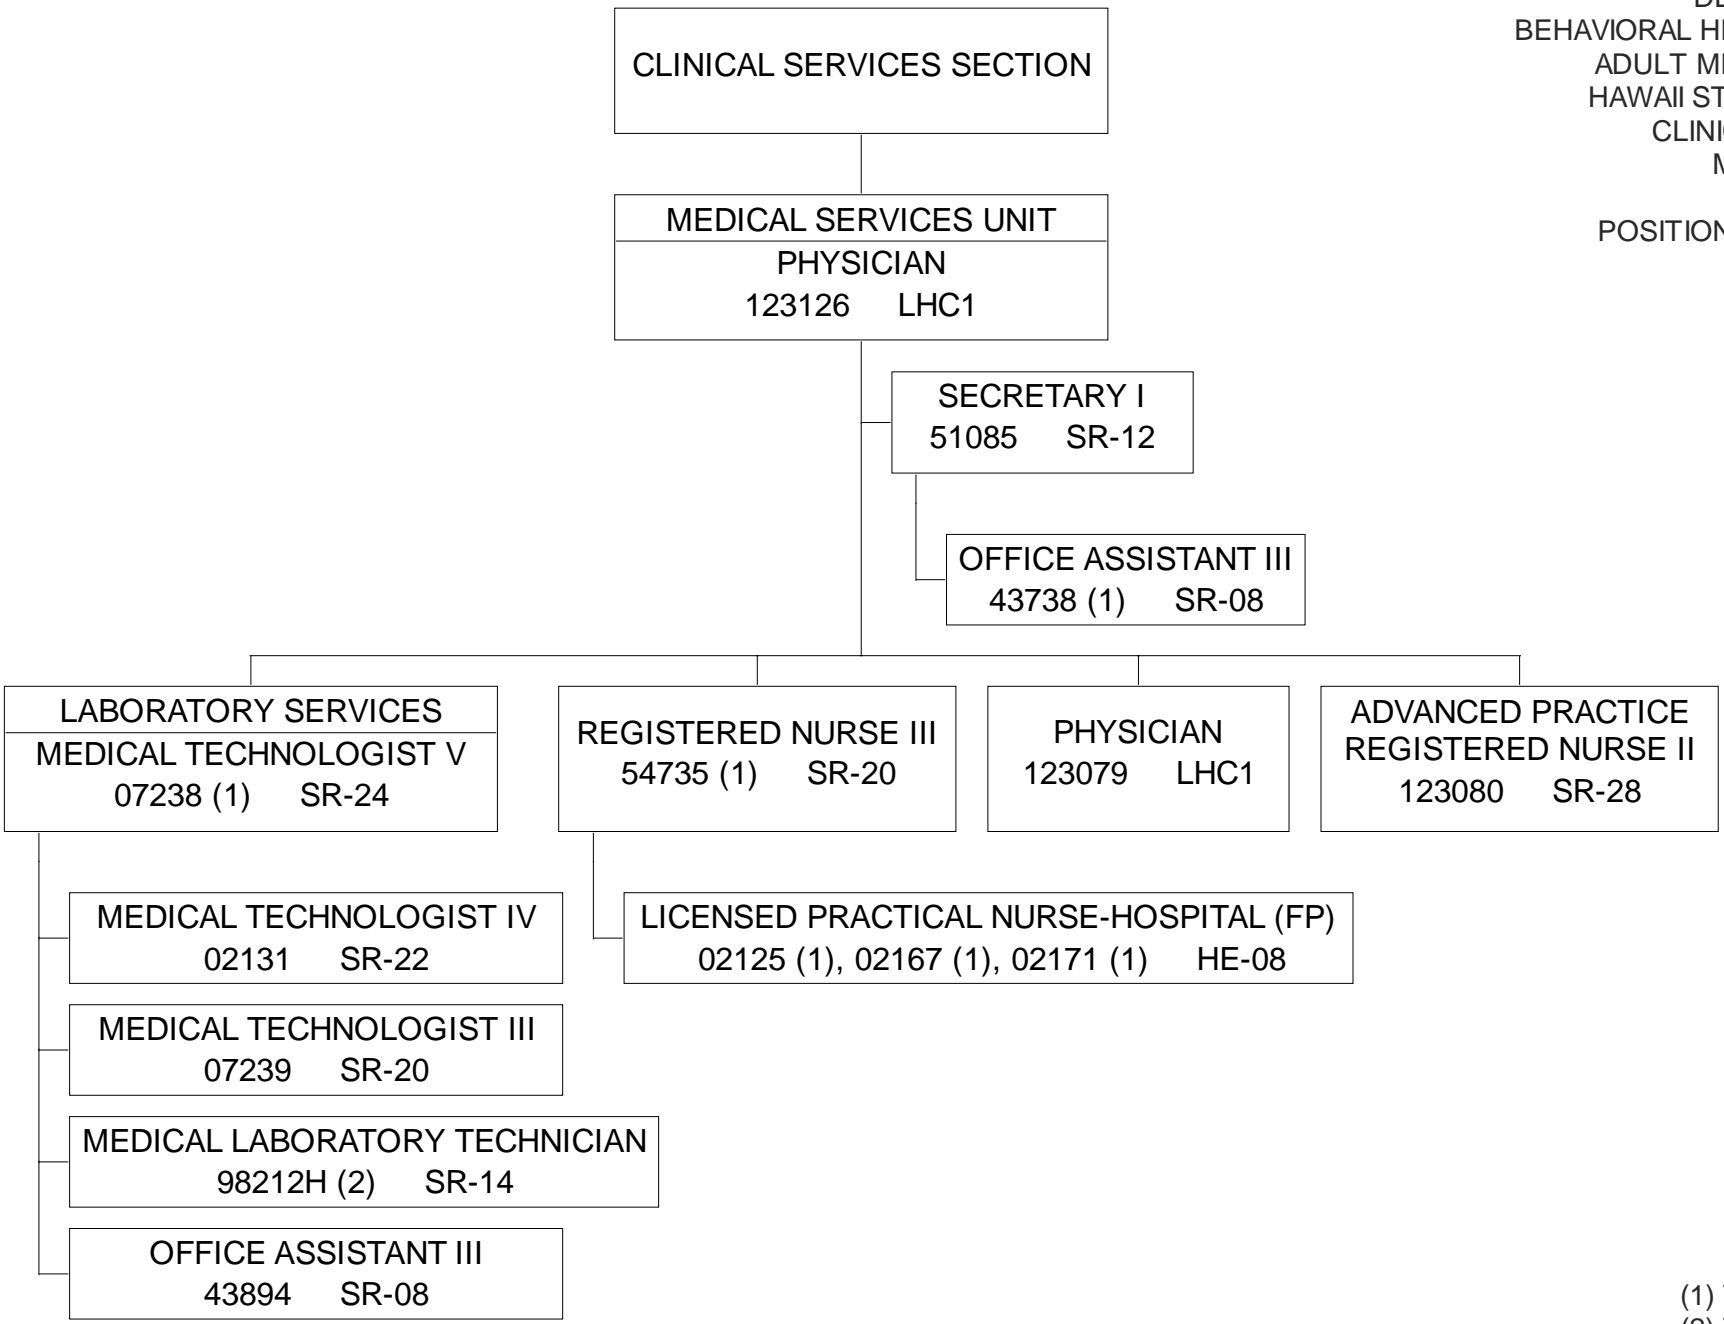 BEHAVIORAL
ADULT
HAWAII
CLINICAL SERVICES SECTION
MEDICAL SERVICES UNIT
PHYSICIAN
123126 LHC1
SECRETARY I
51085 SR-12
OFFICE ASSISTANT III
43738 (1) SR-08
LABORATORY SERVICES
MEDICAL TECHNOLOGIST V
07238 (1) SR-24
REGISTERED NURSE III
54735 (1) SR-20
PHYSICIAN
123079 LHC1
ADVANCED PRACTICE
REGISTERED NURSE II
123080 SR-28
MEDICAL TECHNOLOGIST IV
02131 SR-22
LICENSED PRACTICAL NURSE-HOSPITAL (FP)
02125 (1), 02167 (1), 02171 (1) HE-08
MEDICAL TECHNOLOGIST III
07239 SR-20
MEDICAL LABORATORY TECHNICIAN
98212H (2) SR-14
OFFICE ASSISTANT III
43894 SR-08
(1)